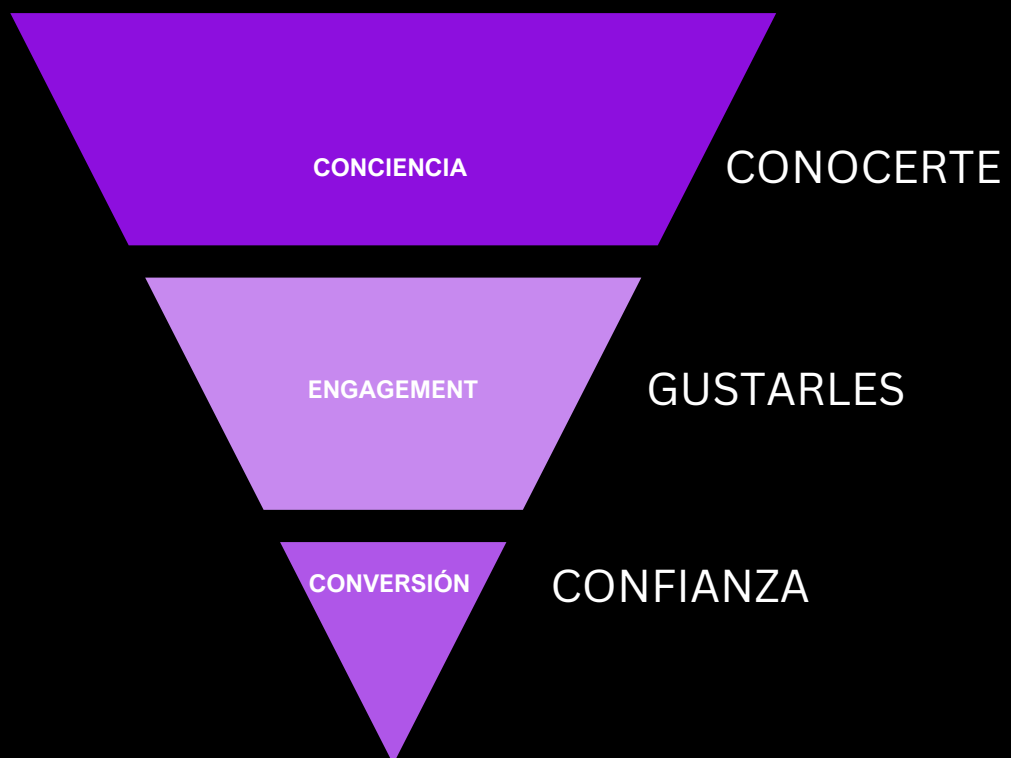 CONCIENCIA
CONOCERTE
ENGAGEMENT
GUSTARLES
CONVERSIÓN
CONFIANZA